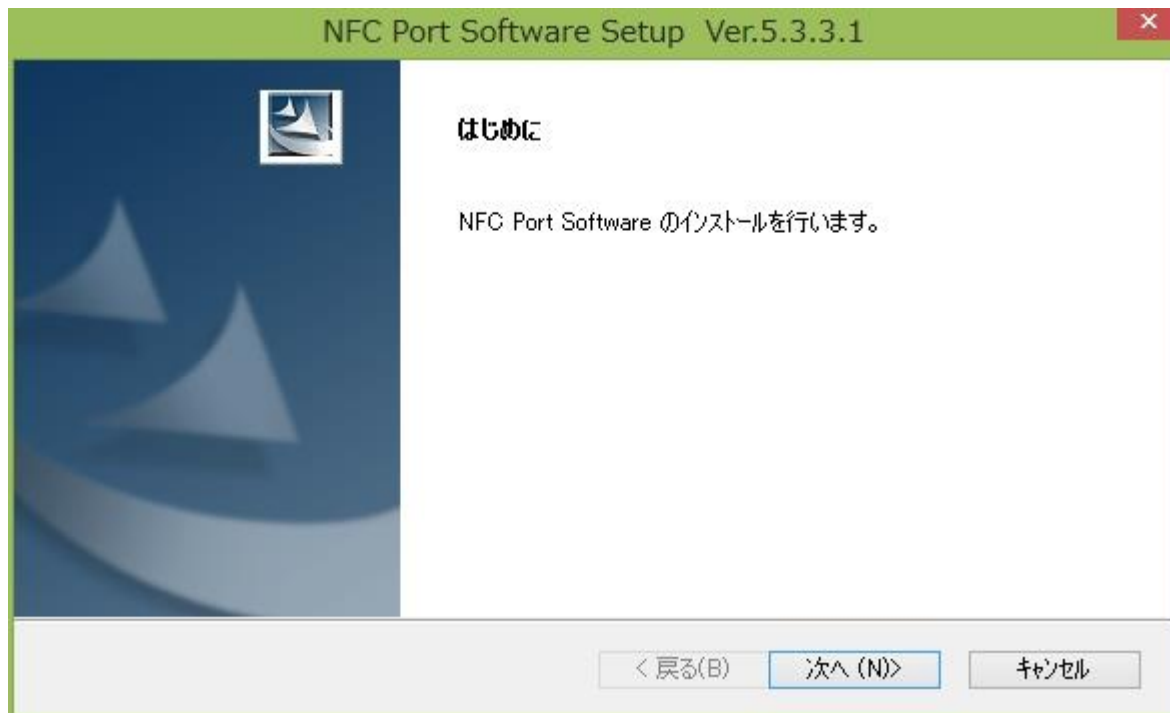 NFC Port Software Setup Ver.5.3.3.1
はじめに
NFC Port Software のインストールを行います。
< 戻る(B)
次へ (N)>
キャンセル